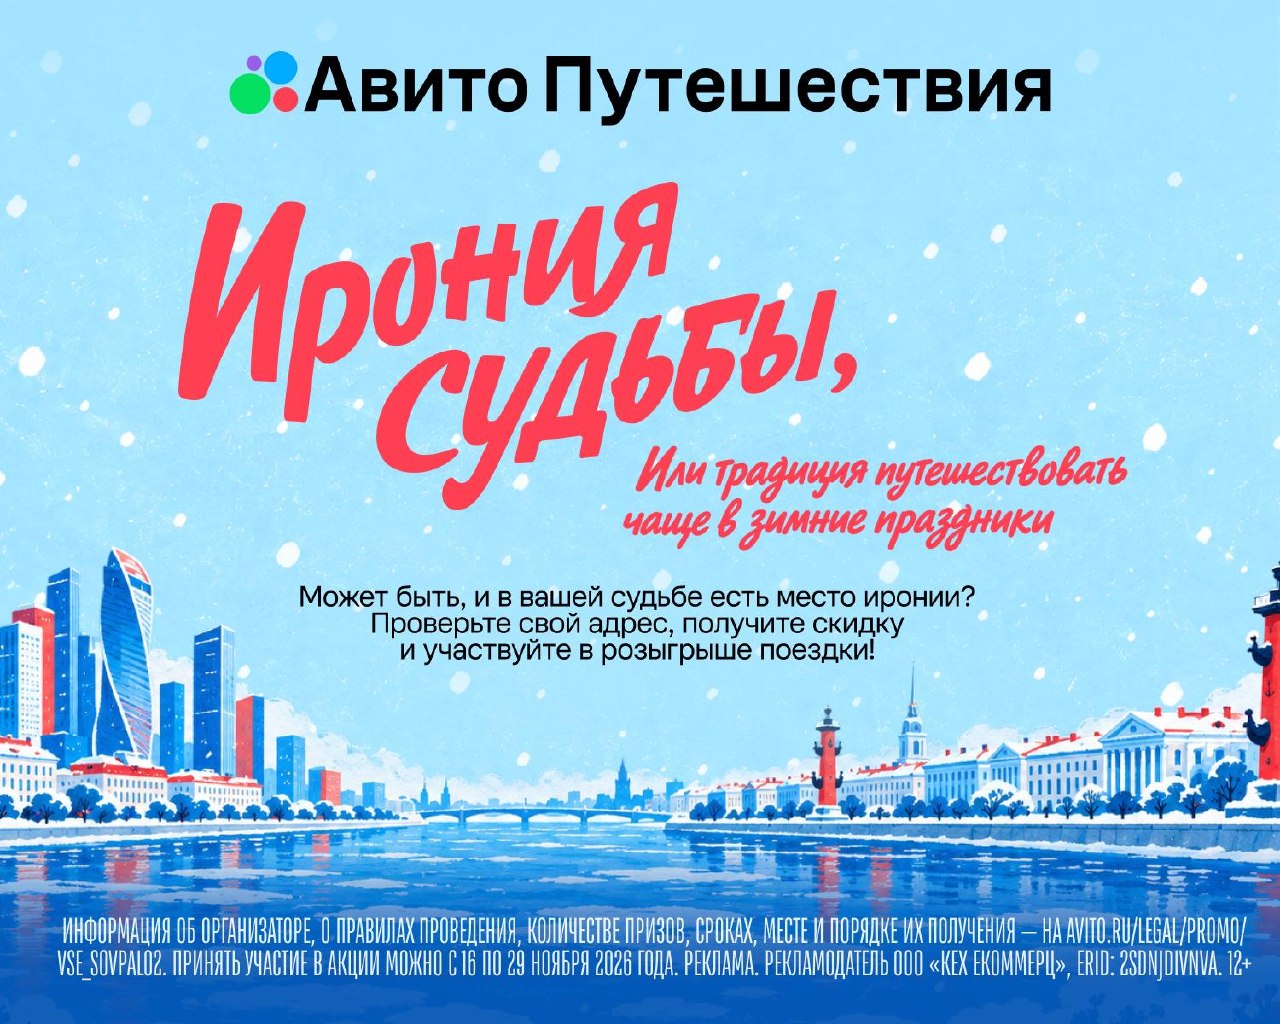 Авито Путешествия
Ирония
судьбы,
Или традиция путешествовать
чаще в зимние праздники
Может быть, и в вашей судьбе есть место иронии?
Проверьте свой адрес, получите скидку
и участвуйте в розыгрыше поездки!
ИНФОРМАЦИЯ ОБ ОРГАНИЗАТОРЕ, О ПРАВИЛАХ ПРОВЕДЕНИЯ, КОЛИЧЕСТВЕ ПРИЗОВ, СРОКАХ, МЕСТЕ И ПОРЯДКЕ ИХ ПОЛУЧЕНИЯ — НА AVITO.RU/LEGAL/PROMO/
VSE_SOVPALO2. ПРИНЯТЬ УЧАСТИЕ В АКЦИИ МОЖНО С 16 ПО 29 НОЯБРЯ 2026 ГОДА. РЕКЛАМА. РЕКЛАМОДАТЕЛЬ ООО «КЕХ ЕКОММЕРЦ», ERID: 2SDNJDIVNVA. 12+